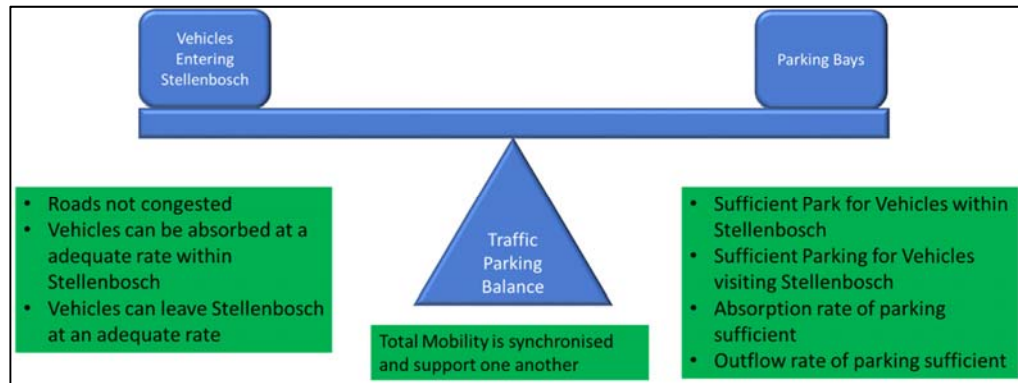 Vehicles
Entering
Stellenbosch
Parking Bays
• Roads not congested
• Vehicles can be absorbed at a
adequate rate within
Stellenbosch
• Vehicles can leave Stellenbosch
at an adequate rate
Traffic
Parking
Balance
Total Mobility is synchronised
and support one another
• Sufficient Park for Vehicles within
Stellenbosch
• Sufficient Parking for Vehicles
visiting Stellenbosch
• Absorption rate of parking
sufficient
• Outflow rate of parking sufficient